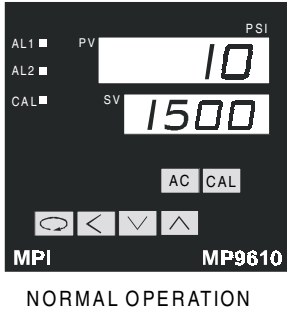 PSI
AL1 PV 10
AL2
CAL SV 1500
AC CAL
MPI MP9610
NORMAL OPERATION